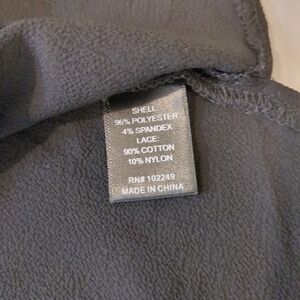 SHELL
96% POLYESTER
4% SPANDEX
LACE:
90% COTTON
10% NYLON
RN# 102249
MADE IN CHINA